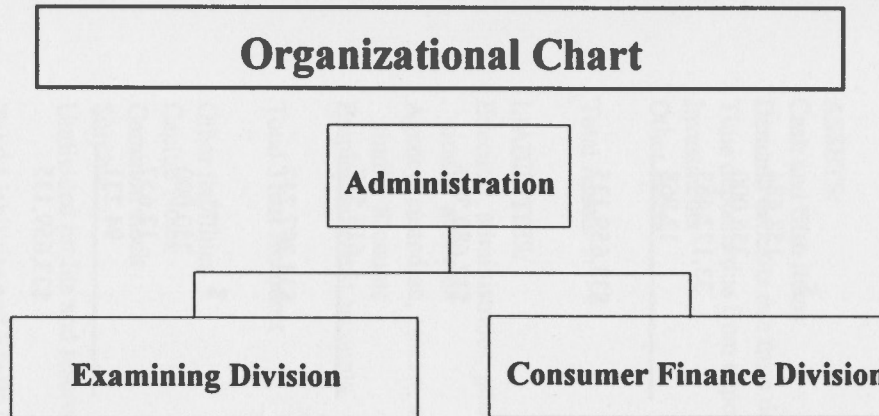 Organizational Chart
Administration
Examining Division
Consumer Finance Division